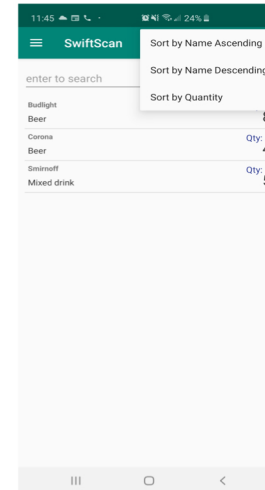 11:45 24%
SwiftScan
Sort by Name Ascending
Sort by Name Descending
Sort by Quantity
enter to search
Budlight
Beer
Corona Qty:
Beer
Smirnoff Qty:
Mixed drink